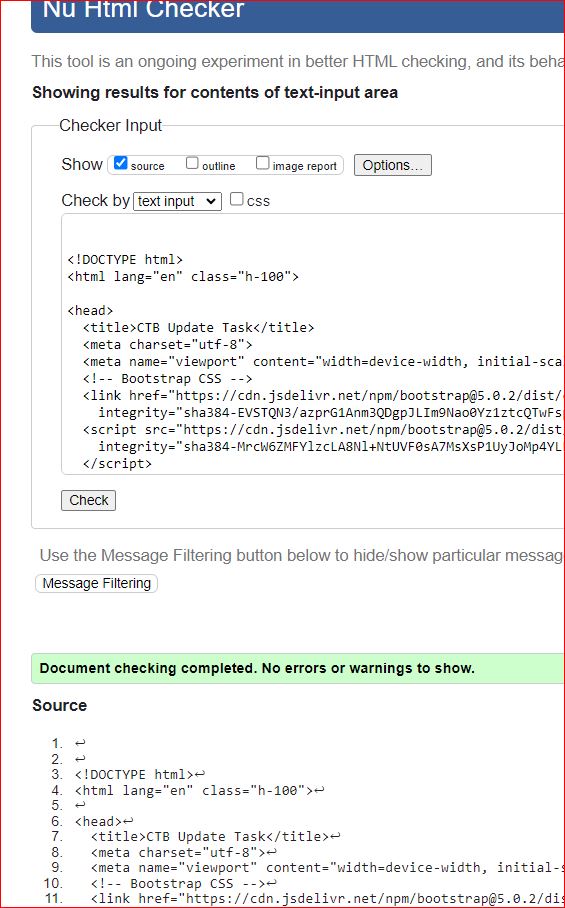 Nu Html Checker
This tool is an ongoing experiment in better HTML checking, and its beha
Showing results for contents of text-input area
Checker Input
Show source outline image report Options...
Check by text input css
<!DOCTYPE html>
<html lang="en" class="h-100">
<head>
<title>CTB Update Task</title>
<meta charset="utf-8">
<meta name="viewport" content="width=device-width, initial-sca
<!-- Bootstrap CSS -->
<link href="https://cdn.jsdelivr.net/npm/bootstrap@5.0.2/dist/
integrity="sha384-EVSTQN3/azprG1Anm3QDgpJLIm9Nao0Yz1ztcQTwFsp
<script src="https://cdn.jsdelivr.net/npm/bootstrap@5.0.2/dist
integrity="sha384-MrcW6ZMFYlzcLA8Nl+NtUVF0sA7MsXsP1UyJoMp4YL
</script>
Check
Use the Message Filtering button below to hide/show particular messag
Message Filtering
Document checking completed. No errors or warnings to show.
Source
1. ↩
2. ↩
3. <!DOCTYPE html>↩
4. <html lang="en" class="h-100">↩
5. ↩
6. <head>↩
7. <title>CTB Update Task</title>↩
8. <meta charset="utf-8">↩
9. <meta name="viewport" content="width=device-width, initial-s
10. <!-- Bootstrap CSS -->↩
11. <link href="https://cdn.jsdelivr.net/npm/bootstrap@5.0.2/dis